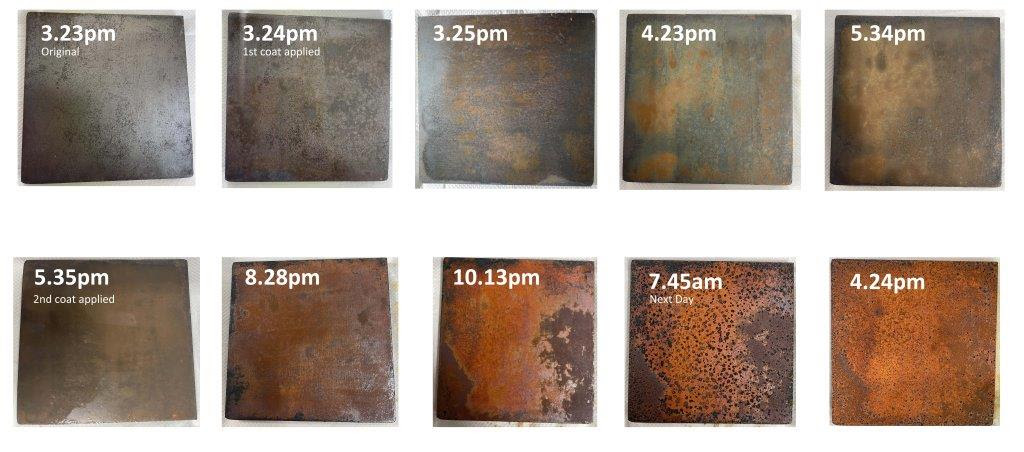 3.23pm
Original
3.24pm
1st coat applied
3.25pm
4.23pm
5.34pm
5.35pm
2nd coat applied
8.28pm
10.13pm
7.45am
Next Day
4.24pm